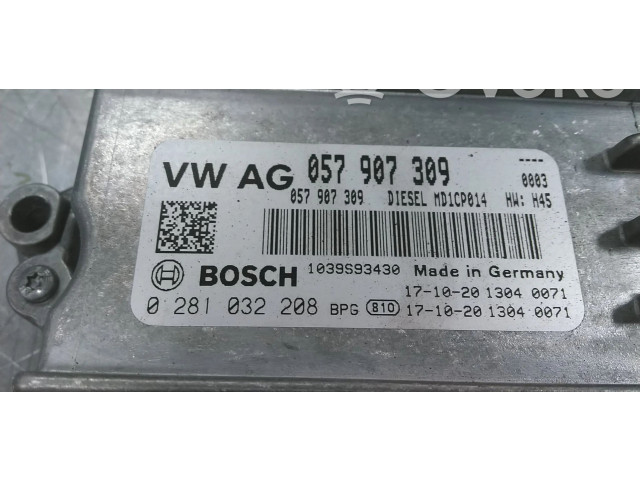 VW AG 057 907 309 ----
057 907 309 DIESEL MD1CP014 HW: H45 0003
BOSCH 1039S93430 Made in Germany
17-10-20 1304 0071
0 281 032 208 BPG B10 17-10-20 1304 0071